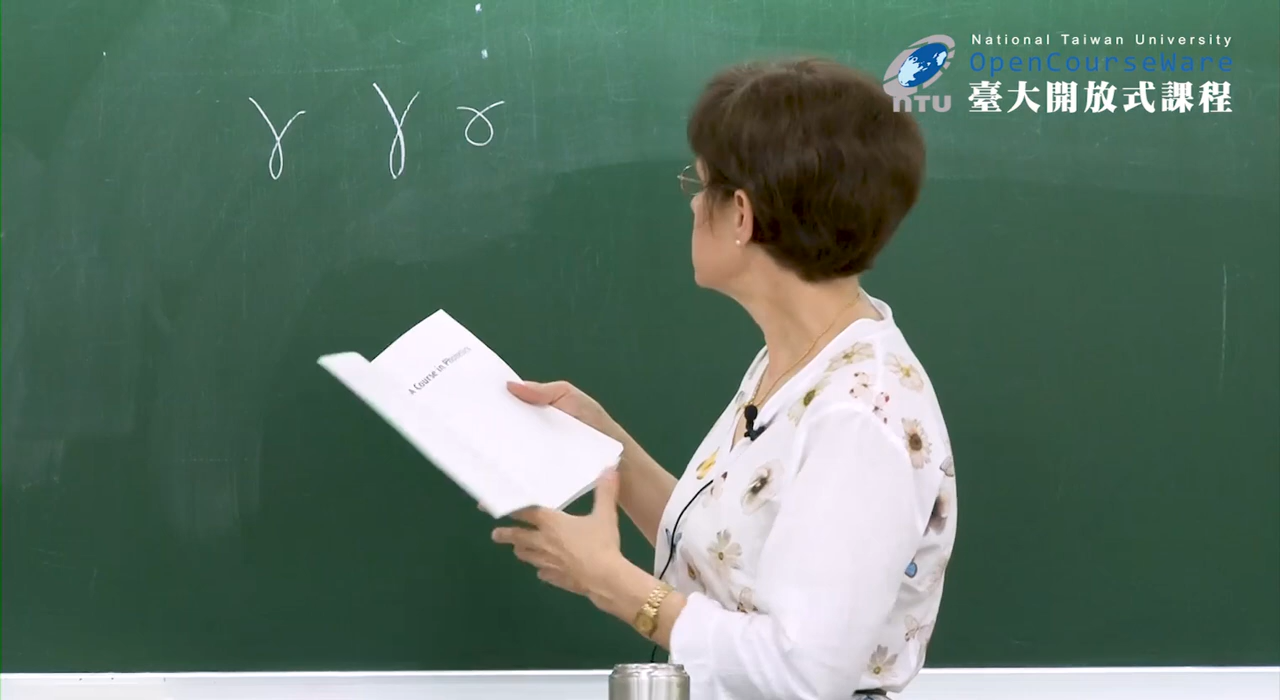 ɣ ɣ ɤ
National Taiwan University
OpenCourseWare
NTU 臺大開放式課程
A Course in Phonetics